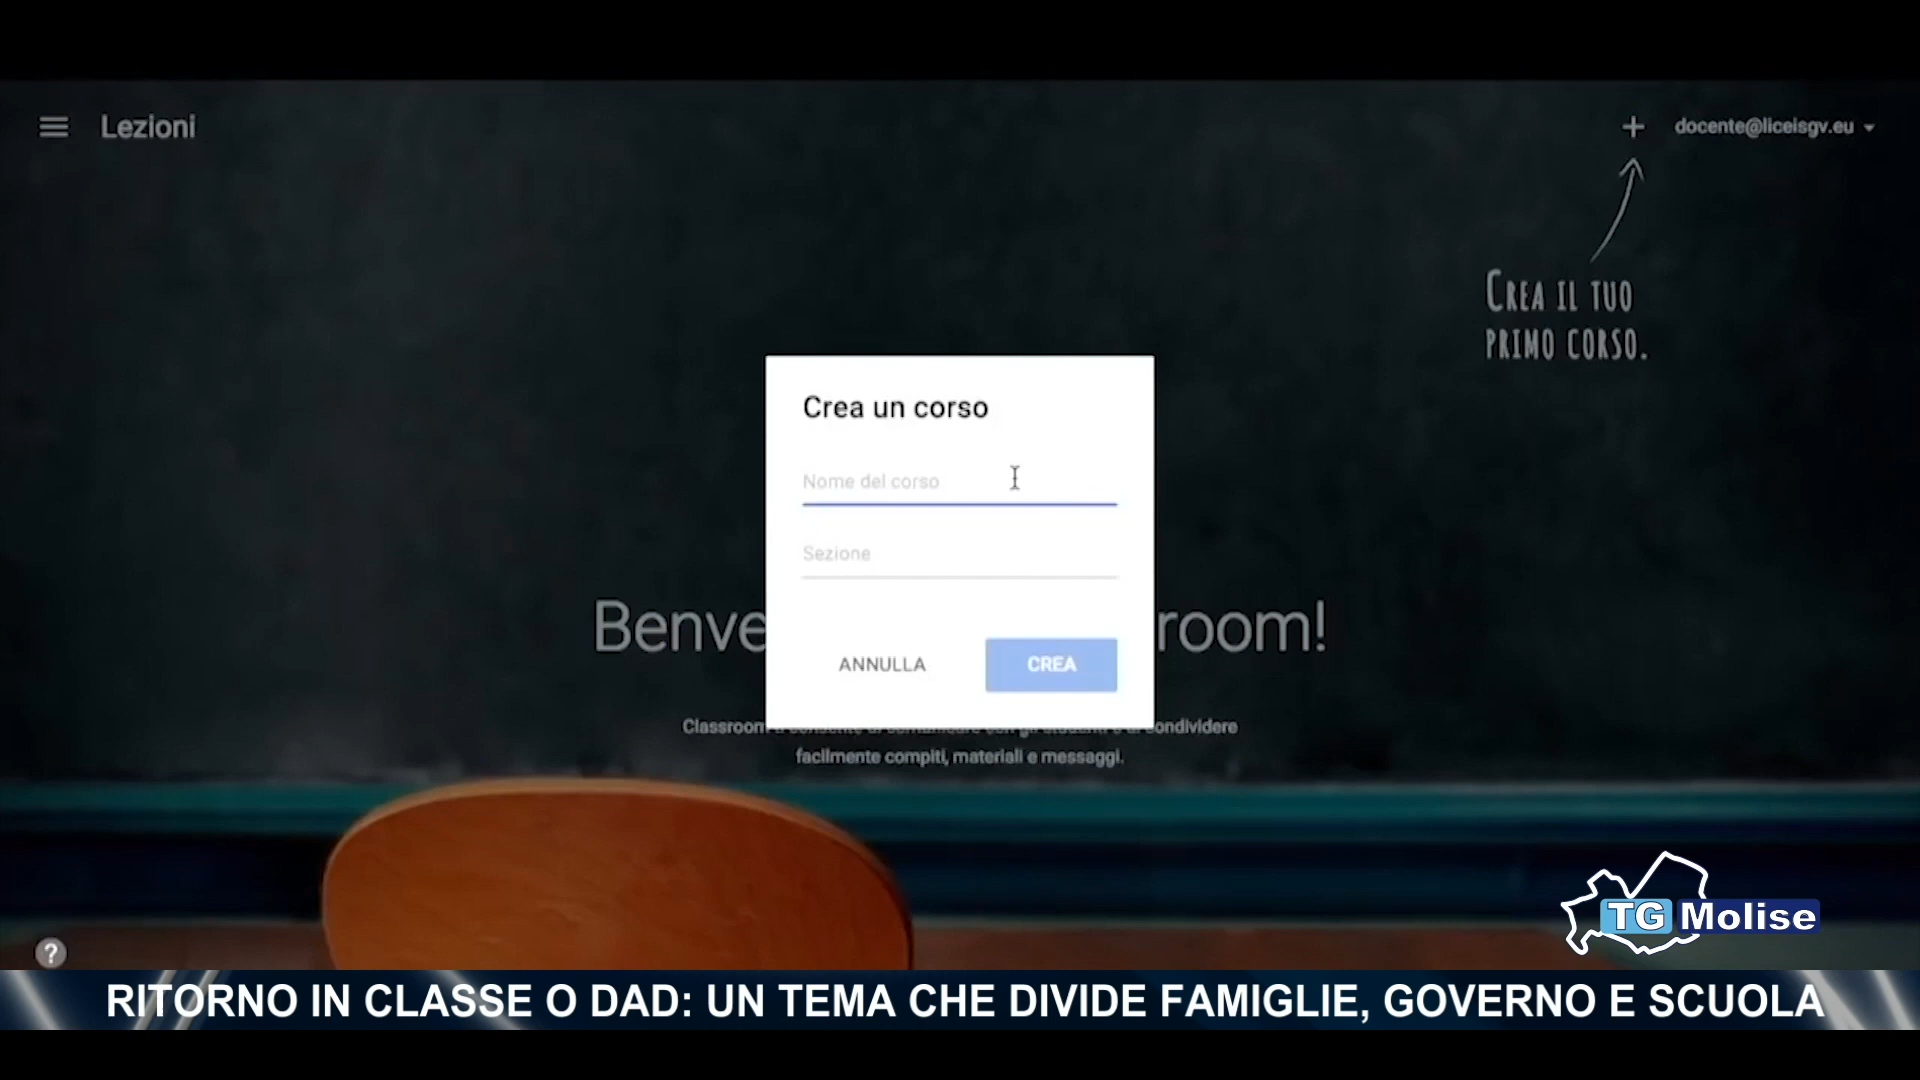 Lezioni
docente@liceisgv.eu
CREA IL TUO
PRIMO CORSO.
Crea un corso
Nome del corso
Sezione
Benve room!
ANNULLA
CREA
Classroom ondividere
facilmente compiti, materiali e messaggi.
?
TG Molise
RITORNO IN CLASSE O DAD: UN TEMA CHE DIVIDE FAMIGLIE, GOVERNO E SCUOLA